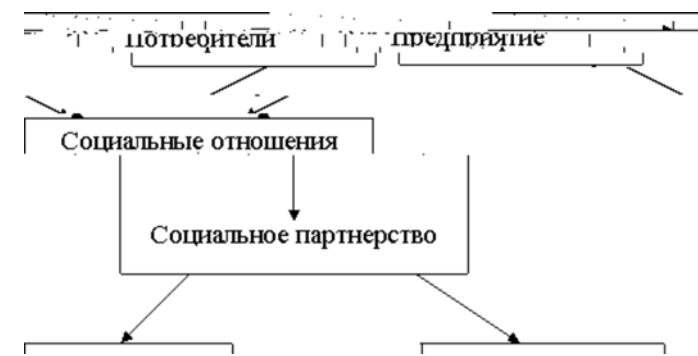 Потребители Предприятие
Социальные отношения
Социальное партнерство